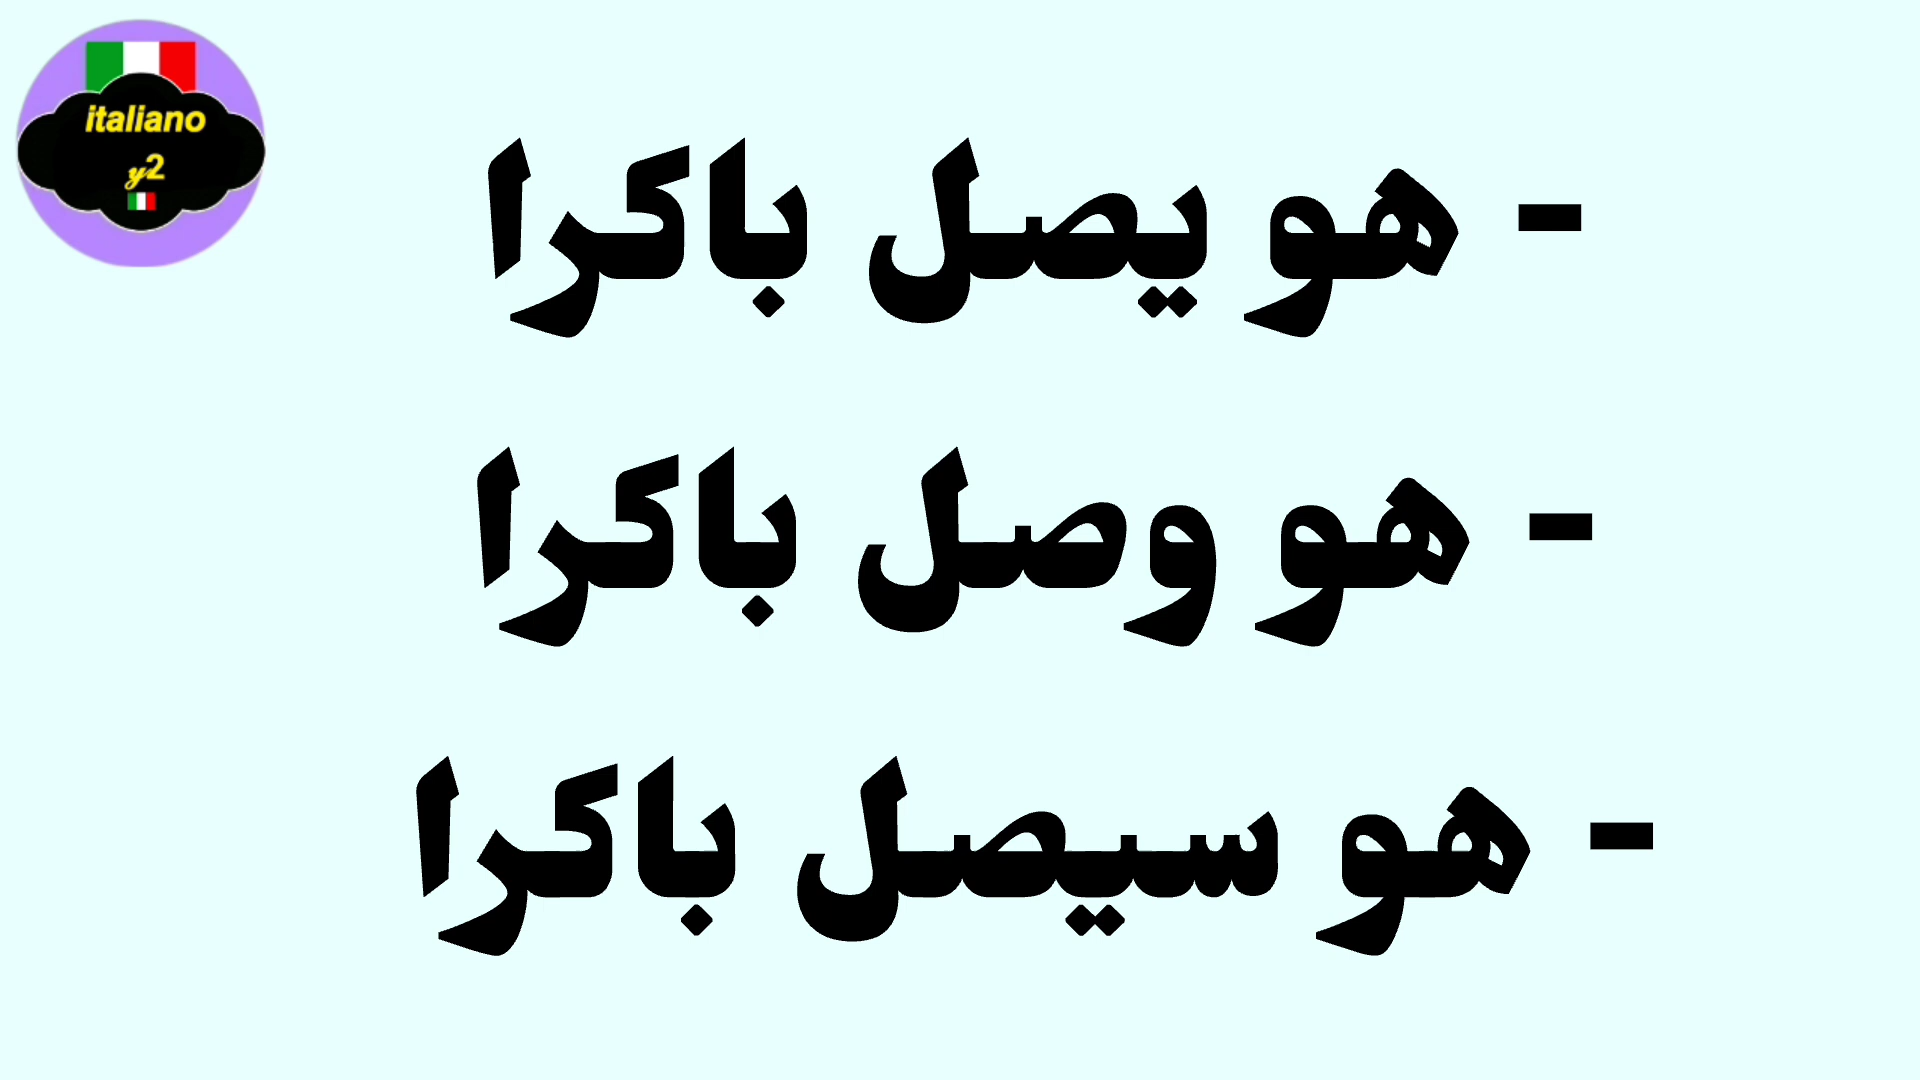 italiano
y2
- هو يصل باكرا
- هو وصل باكرا
- هو سيصل باكرا